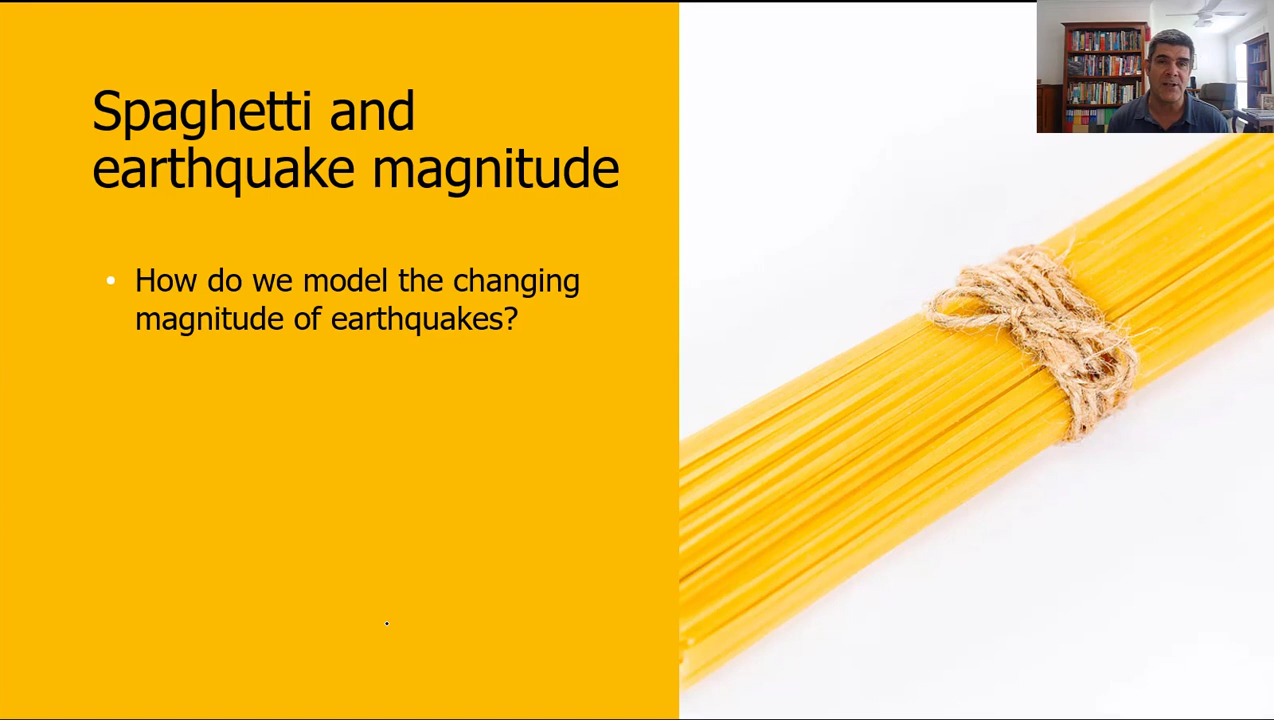 Spaghetti and
earthquake magnitude
• How do we model the changing
magnitude of earthquakes?